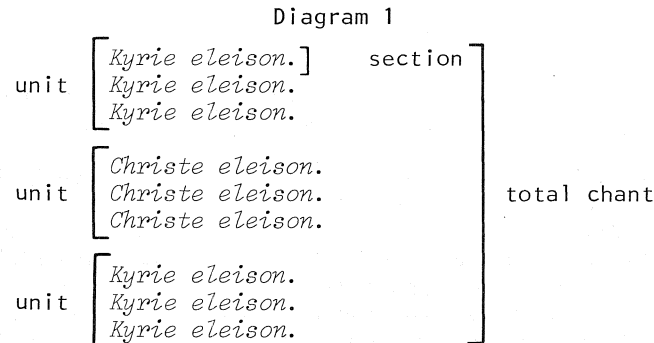 Diagram 1
Kyrie eleison.] section
unit Kyrie eleison.
Kyrie eleison.
Christe eleison.
unit Christe eleison. total chant
Christe eleison.
Kyrie eleison.
unit Kyrie eleison.
Kyrie eleison.